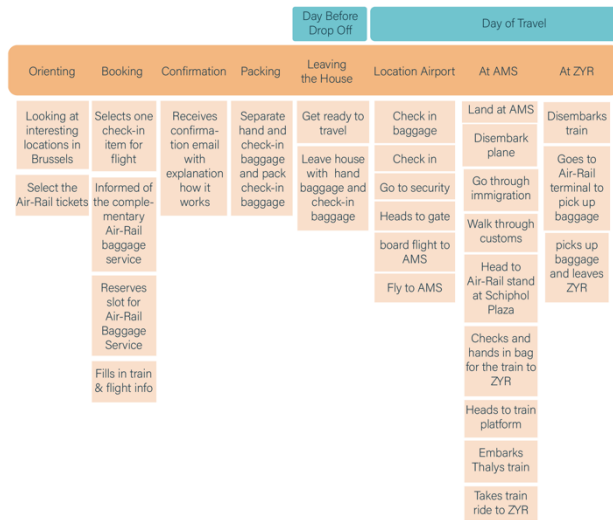 Day Before
Drop Off
Day of Travel
Orienting
Booking
Confirmation
Packing
Leaving
the House
Location Airport
At AMS
At ZYR
Looking at
interesting
locations in
Brussels
Select the
Air-Rail tickets
Selects one
check-in
item for
flight
Informed of
the comple-
mentary
Air-Rail
baggage
service
Reserves
slot for
Air-Rail
Baggage
Service
Fills in train
& flight info
Receives
confirma-
tion email
with
explanation
how it
works
Separate
hand and
check-in
baggage
and pack
check-in
baggage
Get ready to
travel
Leave house
with hand
baggage and
check-in
baggage
Check in
baggage
Check in
Go to security
Heads to gate
board flight to
AMS
Fly to AMS
Land at AMS
Disembark
plane
Go through
immigration
Walk through
customs
Head to
Air-Rail stand
at Schiphol
Plaza
Checks and
hands in bag
for the train to
ZYR
Heads to train
platform
Embarks
Thalys train
Takes train
ride to ZYR
Disembarks
train
Goes to
Air-Rail
terminal to
pick up
baggage
picks up
baggage and
leaves ZYR